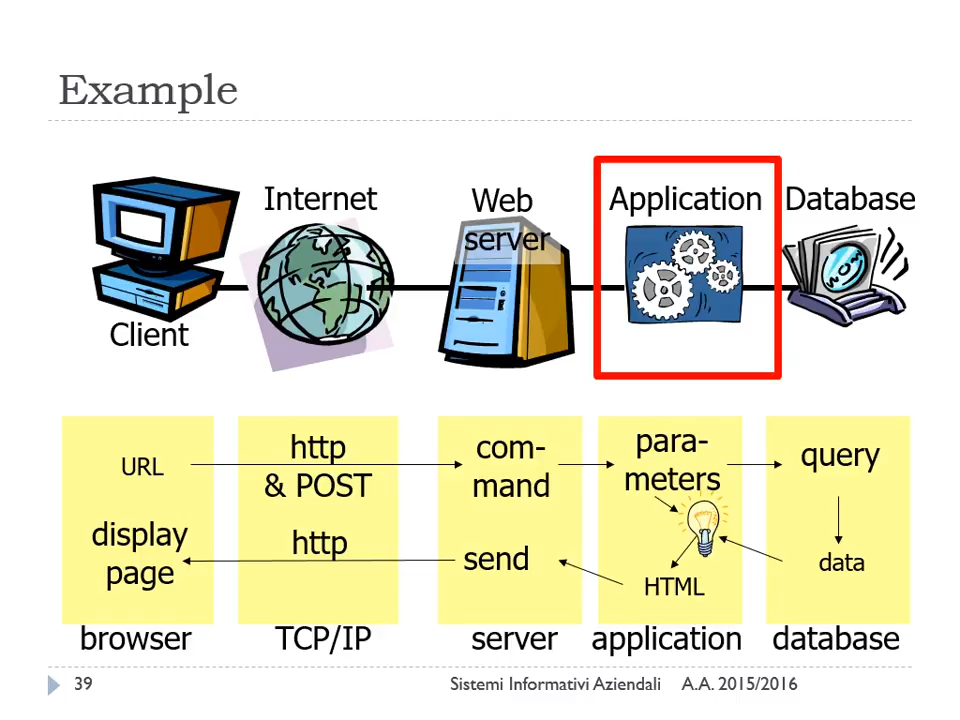 Example
Internet
Web
server
Application
Database
Client
URL
http
& POST
com-
mand
para-
meters
query
display
page
http
send
HTML
data
browser
TCP/IP
server
application
database
39
Sistemi Informativi Aziendali
A.A. 2015/2016